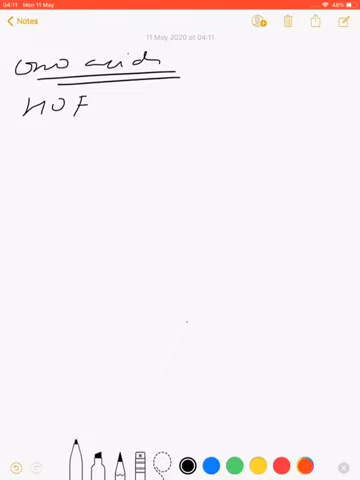 04:11 Mon 11 May
48%
Notes
11 May 2020 at 04:11
Oxo acids
HOF